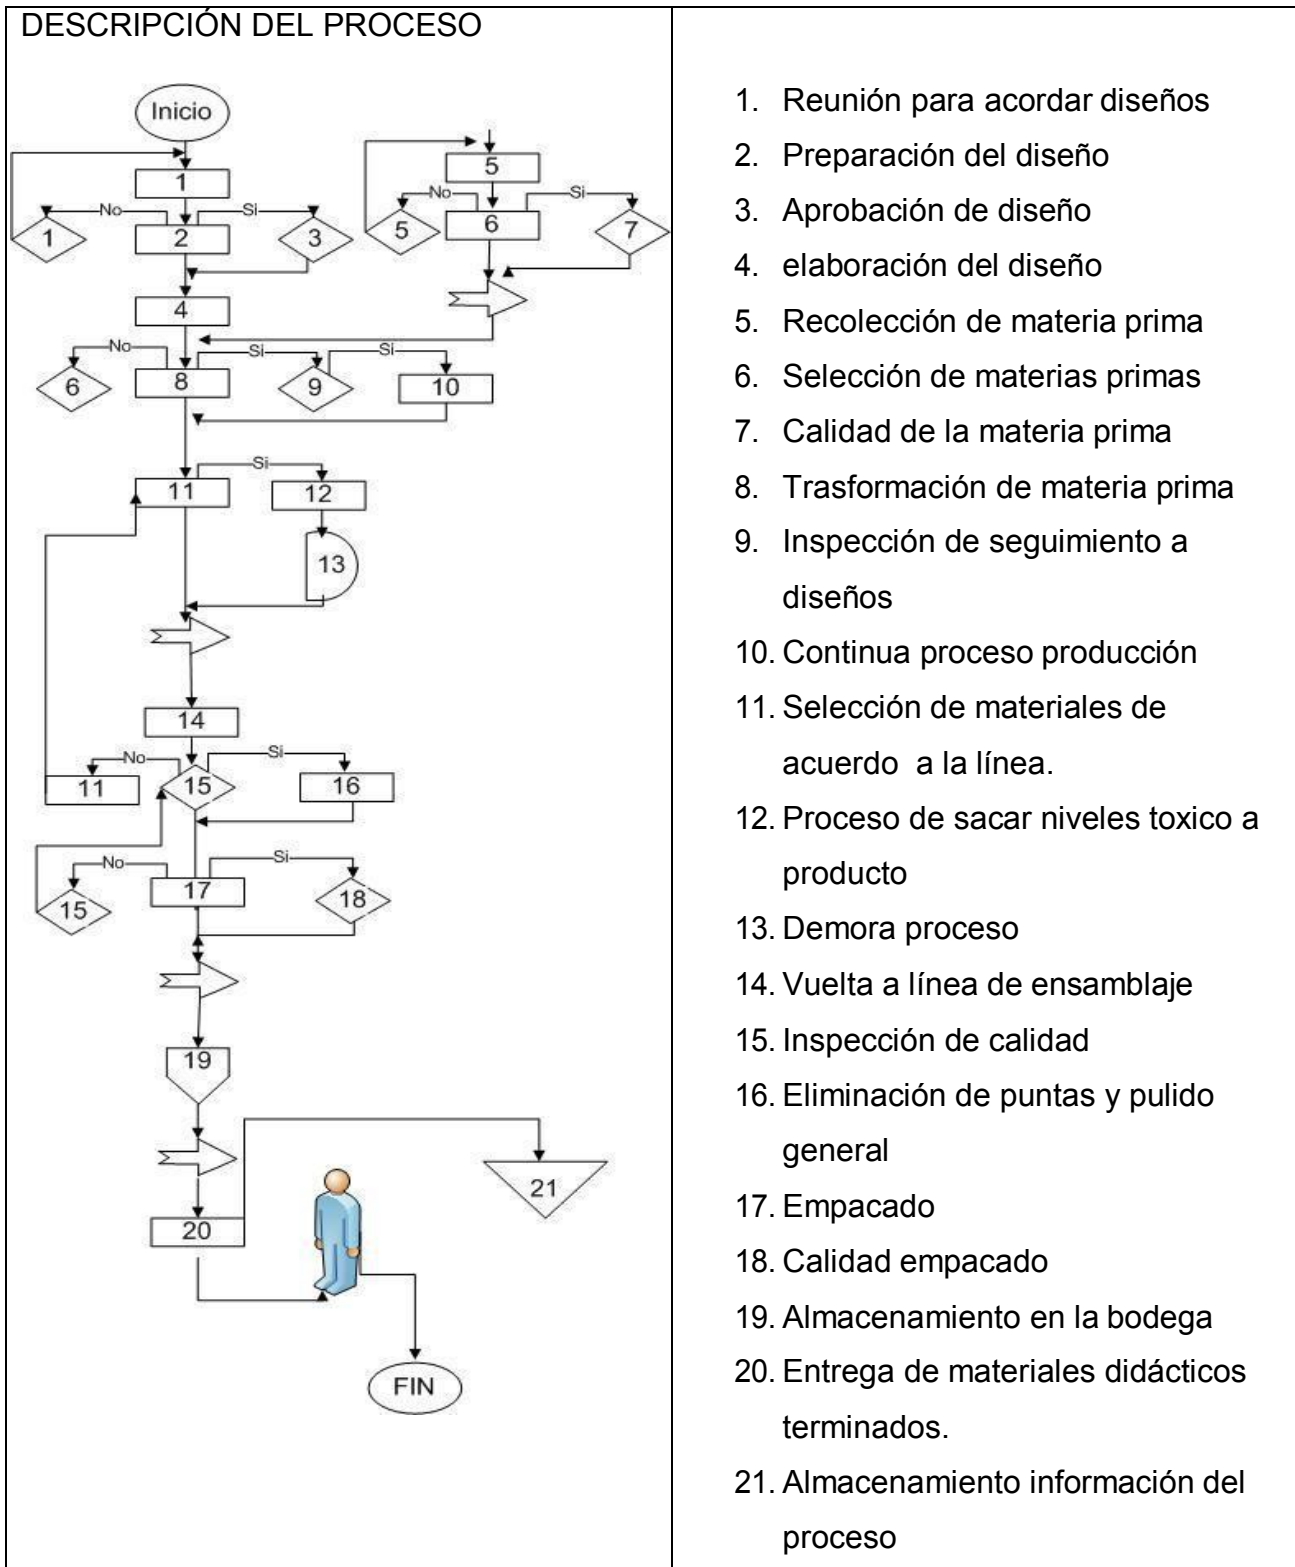 DESCRIPCIÓN DEL PROCESO
Inicio
1
No
Si
1
2
3
4
5
No
Si
5
6
7
No
Si
Si
6
8
9
10
Si
11
12
13
14
No
Si
11
15
16
No
Si
15
17
18
19
20
21
FIN
1. Reunión para acordar diseños
2. Preparación del diseño
3. Aprobación de diseño
4. elaboración del diseño
5. Recolección de materia prima
6. Selección de materias primas
7. Calidad de la materia prima
8. Trasformación de materia prima
9. Inspección de seguimiento a
diseños
10. Continua proceso producción
11. Selección de materiales de
acuerdo a la línea.
12. Proceso de sacar niveles toxico a
producto
13. Demora proceso
14. Vuelta a línea de ensamblaje
15. Inspección de calidad
16. Eliminación de puntas y pulido
general
17. Empacado
18. Calidad empacado
19. Almacenamiento en la bodega
20. Entrega de materiales didácticos
terminados.
21. Almacenamiento información del
proceso